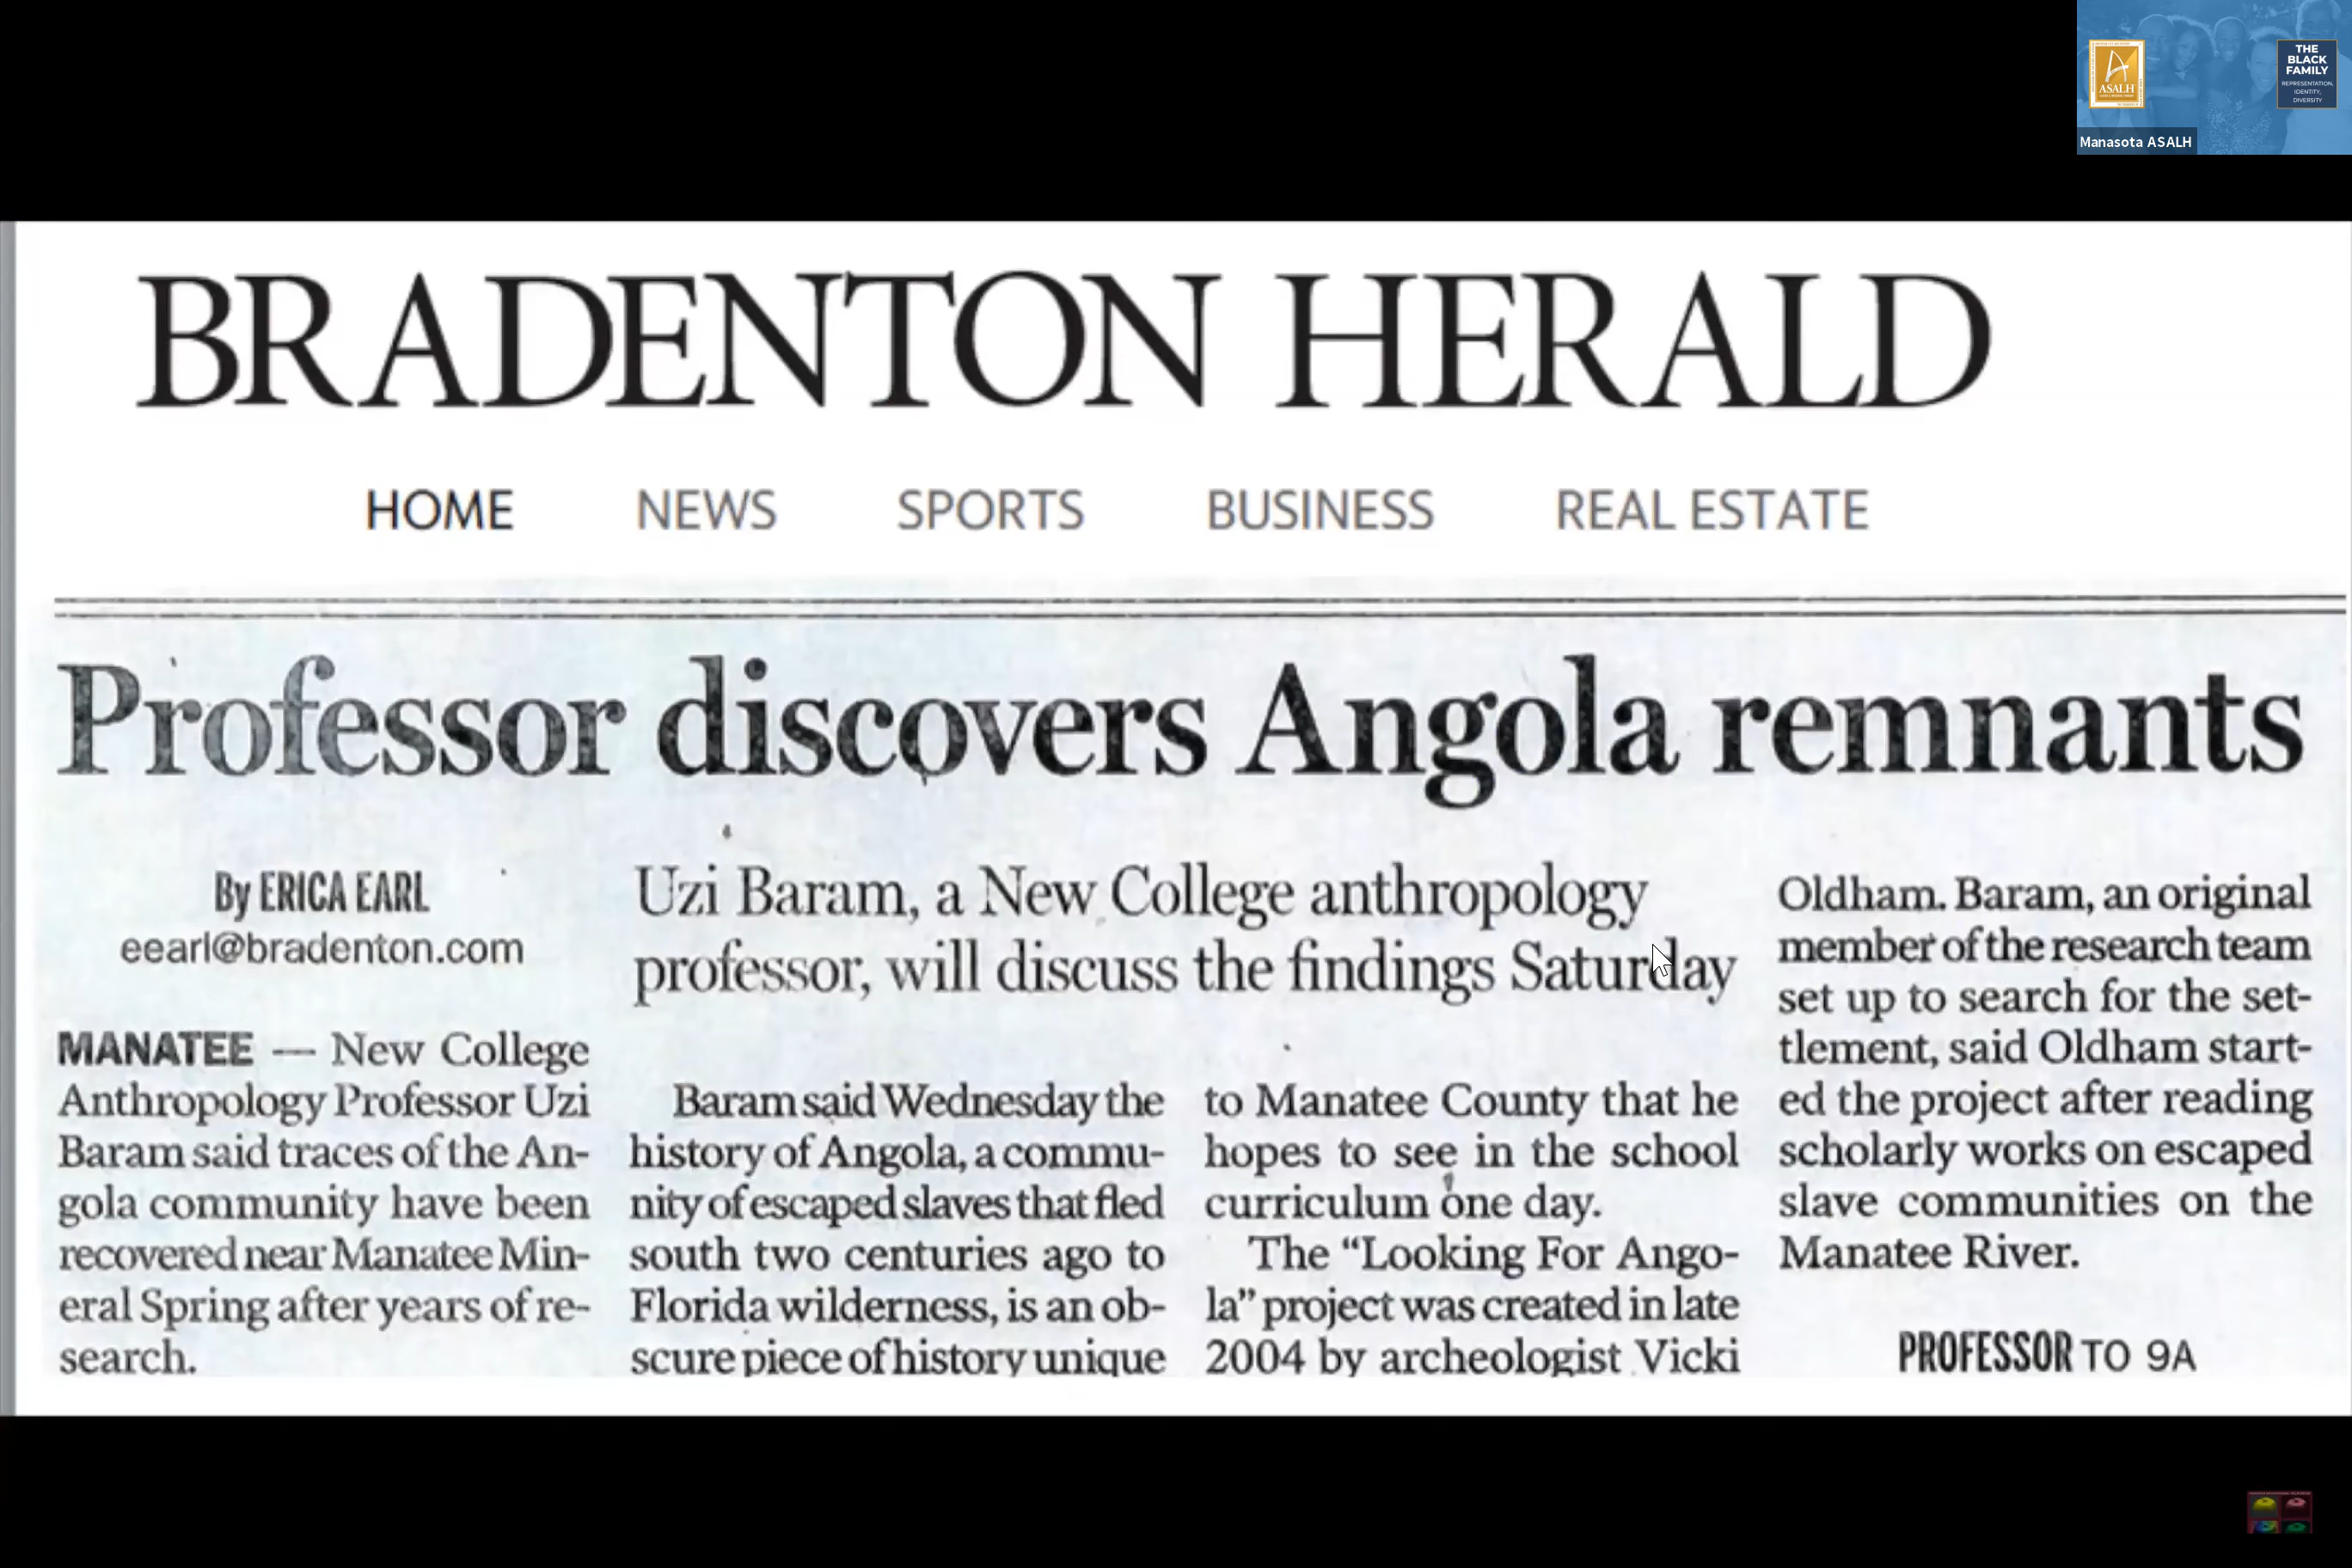 ASALH
THE
BLACK
FAMILY
REPRESENTATION,
IDENTITY,
DIVERSITY
Manasota ASALH
BRADENTON HERALD
HOME NEWS SPORTS BUSINESS REAL ESTATE
Professor discovers Angola remnants
By ERICA EARL
eearl@bradenton.com
Uzi Baram, a New College anthropology
professor, will discuss the findings Saturday
MANATEE — New College
Anthropology Professor Uzi
Baram said traces of the An-
gola community have been
recovered near Manatee Min-
eral Spring after years of re-
search.
Baram said Wednesday the
history of Angola, a commu-
nity of escaped slaves that fled
south two centuries ago to
Florida wilderness, is an ob-
scure piece of history unique
to Manatee County that he
hopes to see in the school
curriculum one day.
The “Looking For Ango-
la” project was created in late
2004 by archeologist Vicki
Oldham. Baram, an original
member of the research team
set up to search for the set-
tlement, said Oldham start-
ed the project after reading
scholarly works on escaped
slave communities on the
Manatee River.
PROFESSOR TO 9A